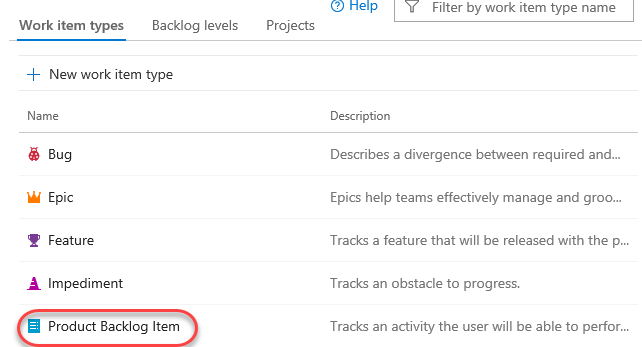 Help
Filter by work item type name
Work item types Backlog levels Projects
New work item type
Name Description
Bug Describes a divergence between required and...
Epic Epics help teams effectively manage and groo...
Feature Tracks a feature that will be released with the p...
Impediment Tracks an obstacle to progress.
Product Backlog Item Tracks an activity the user will be able to perfor...